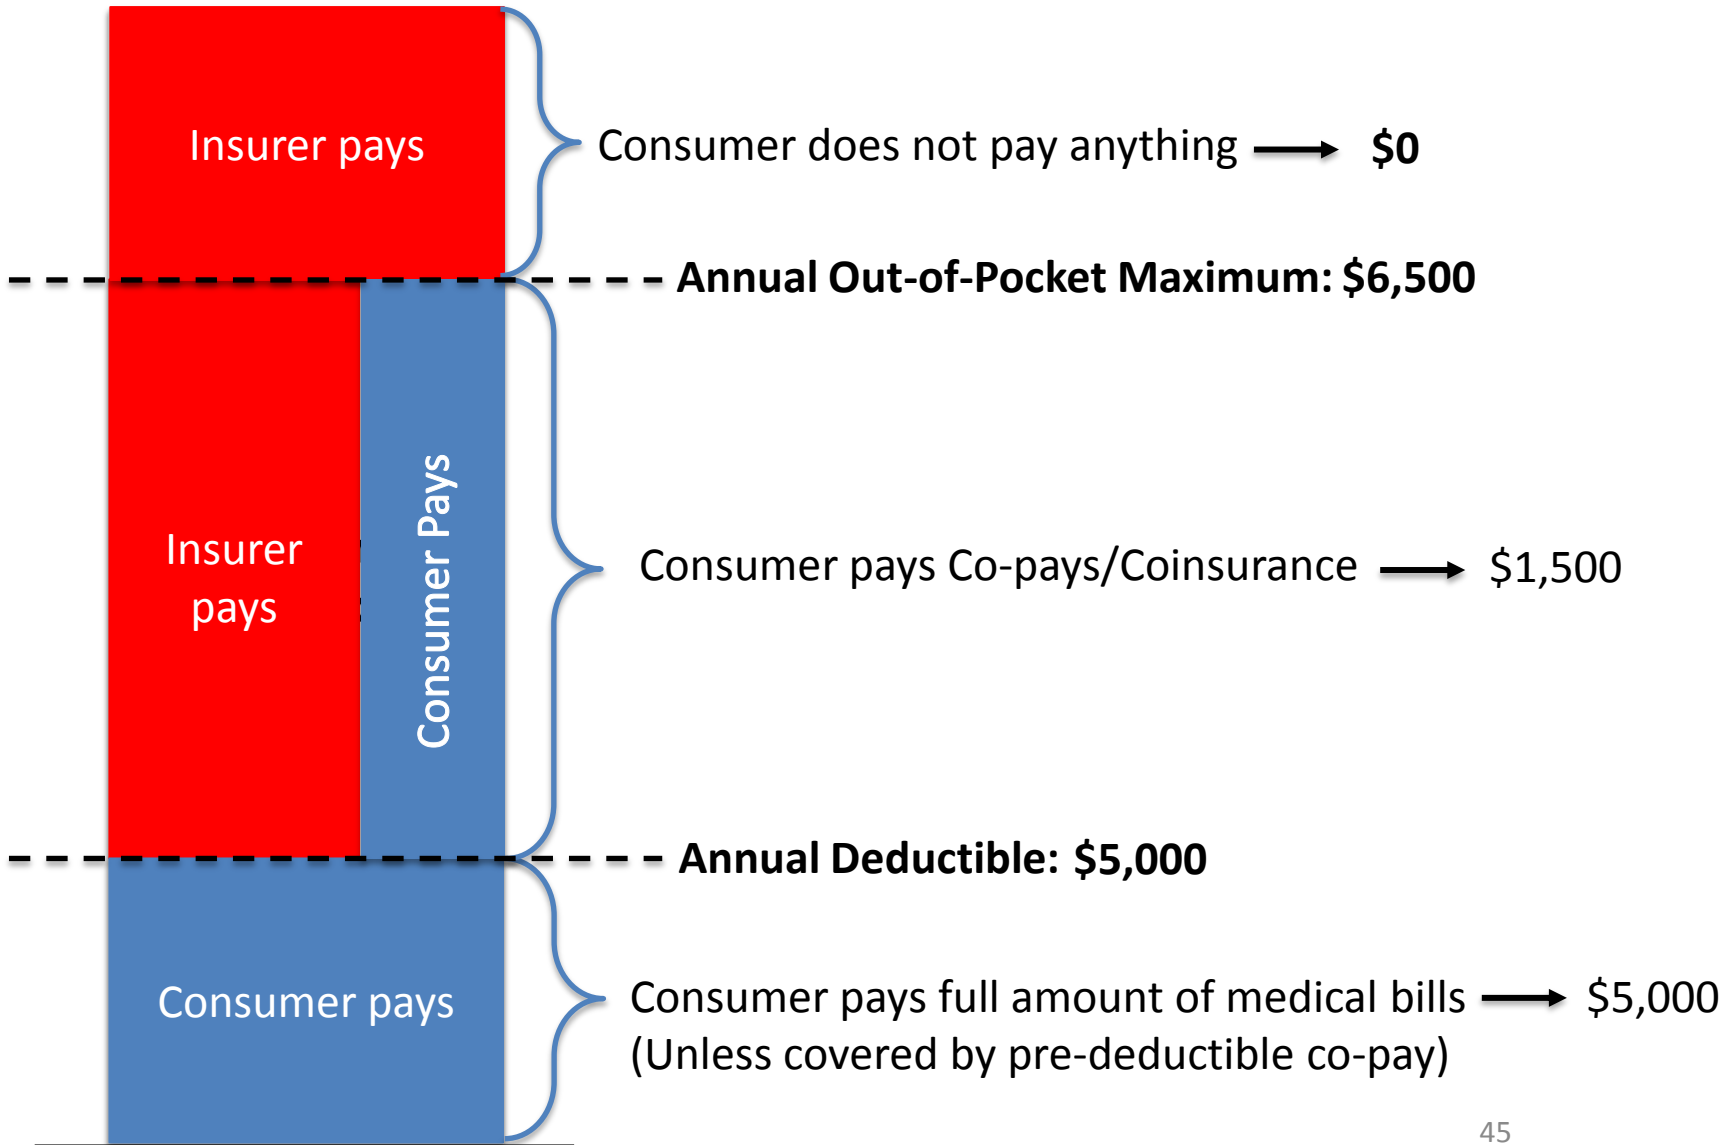 Insurer pays
Consumer does not pay anything $0
Annual Out-of-Pocket Maximum: $6,500
Insurer
pays
Consumer Pays
Consumer pays Co-pays/Coinsurance $1,500
Annual Deductible: $5,000
Consumer pays
Consumer pays full amount of medical bills $5,000
(Unless covered by pre-deductible co-pay)
45